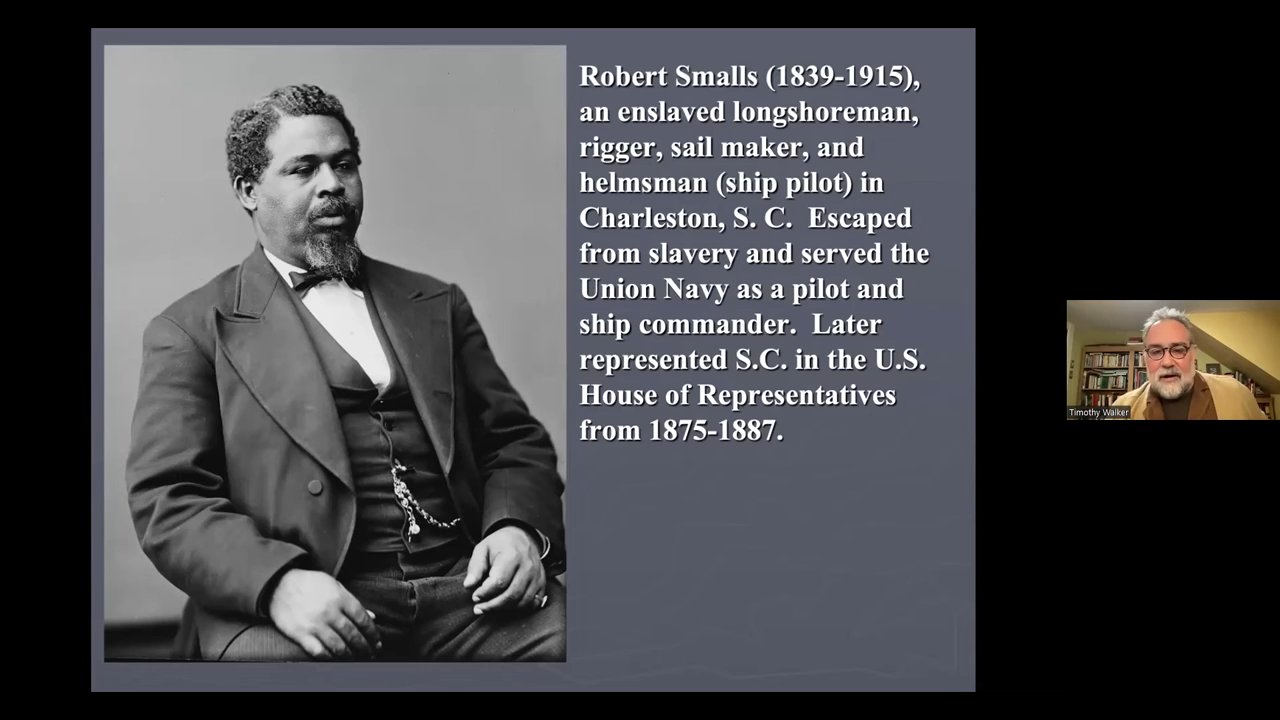 Robert Smalls (1839-1915),
an enslaved longshoreman,
rigger, sail maker, and
helmsman (ship pilot) in
Charleston, S. C.  Escaped
from slavery and served the
Union Navy as a pilot and
ship commander.  Later
represented S.C. in the U.S.
House of Representatives
from 1875-1887.
Timothy Walker